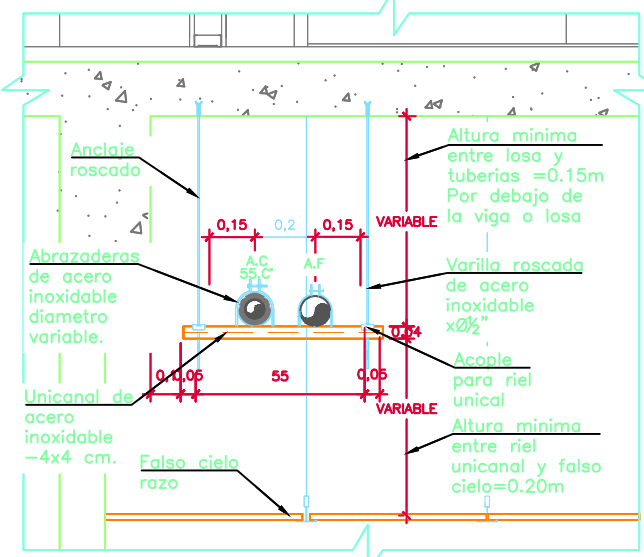 Anclaje
roscado
Altura minima
entre losa y
tuberias =0.15m
Por debajo de
la viga o losa
0,15
0,2
0,15
VARIABLE
Abrazaderas
de acero
inoxidable
diametro
variable.
A.C
55 C°
A.F
Varilla roscada
de acero
inoxidable
xØ½"
0,04
Acople
para riel
unical
0,05
55
0,05
VARIABLE
Unicanal de
acero
inoxidable
-4x4 cm.
Altura minima
entre riel
unicanal y falso
cielo=0.20m
Falso cielo
razo